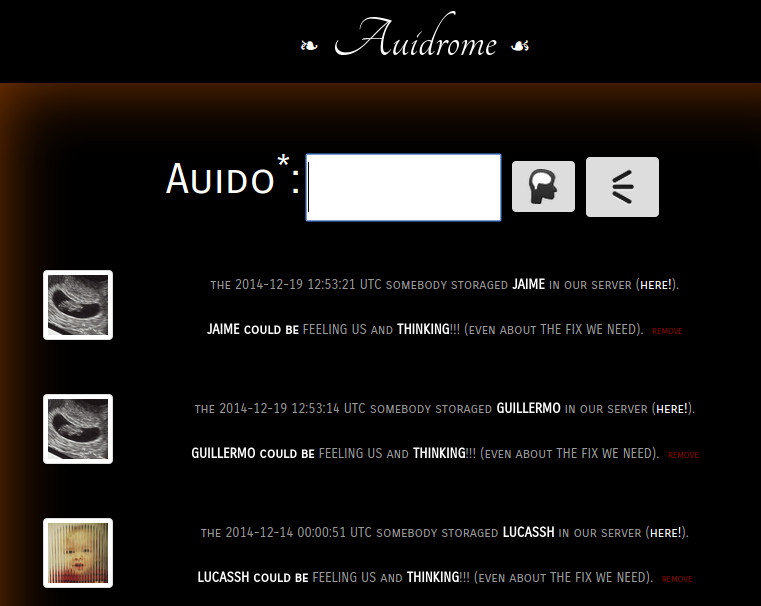 ❧ Auidrome ☙
Auido*:
THE 2014-12-19 12:53:21 UTC SOMEBODY STORAGED JAIME IN OUR SERVER (HERE!).
JAIME COULD BE FEELING US AND THINKING!!! (EVEN ABOUT THE FIX WE NEED). REMOVE
THE 2014-12-19 12:53:14 UTC SOMEBODY STORAGED GUILLERMO IN OUR SERVER (HERE!).
GUILLERMO COULD BE FEELING US AND THINKING!!! (EVEN ABOUT THE FIX WE NEED). REMOVE
THE 2014-12-14 00:00:51 UTC SOMEBODY STORAGED LUCASSH IN OUR SERVER (HERE!).
LUCASSH COULD BE FEELING US AND THINKING!!! (EVEN ABOUT THE FIX WE NEED). REMOVE